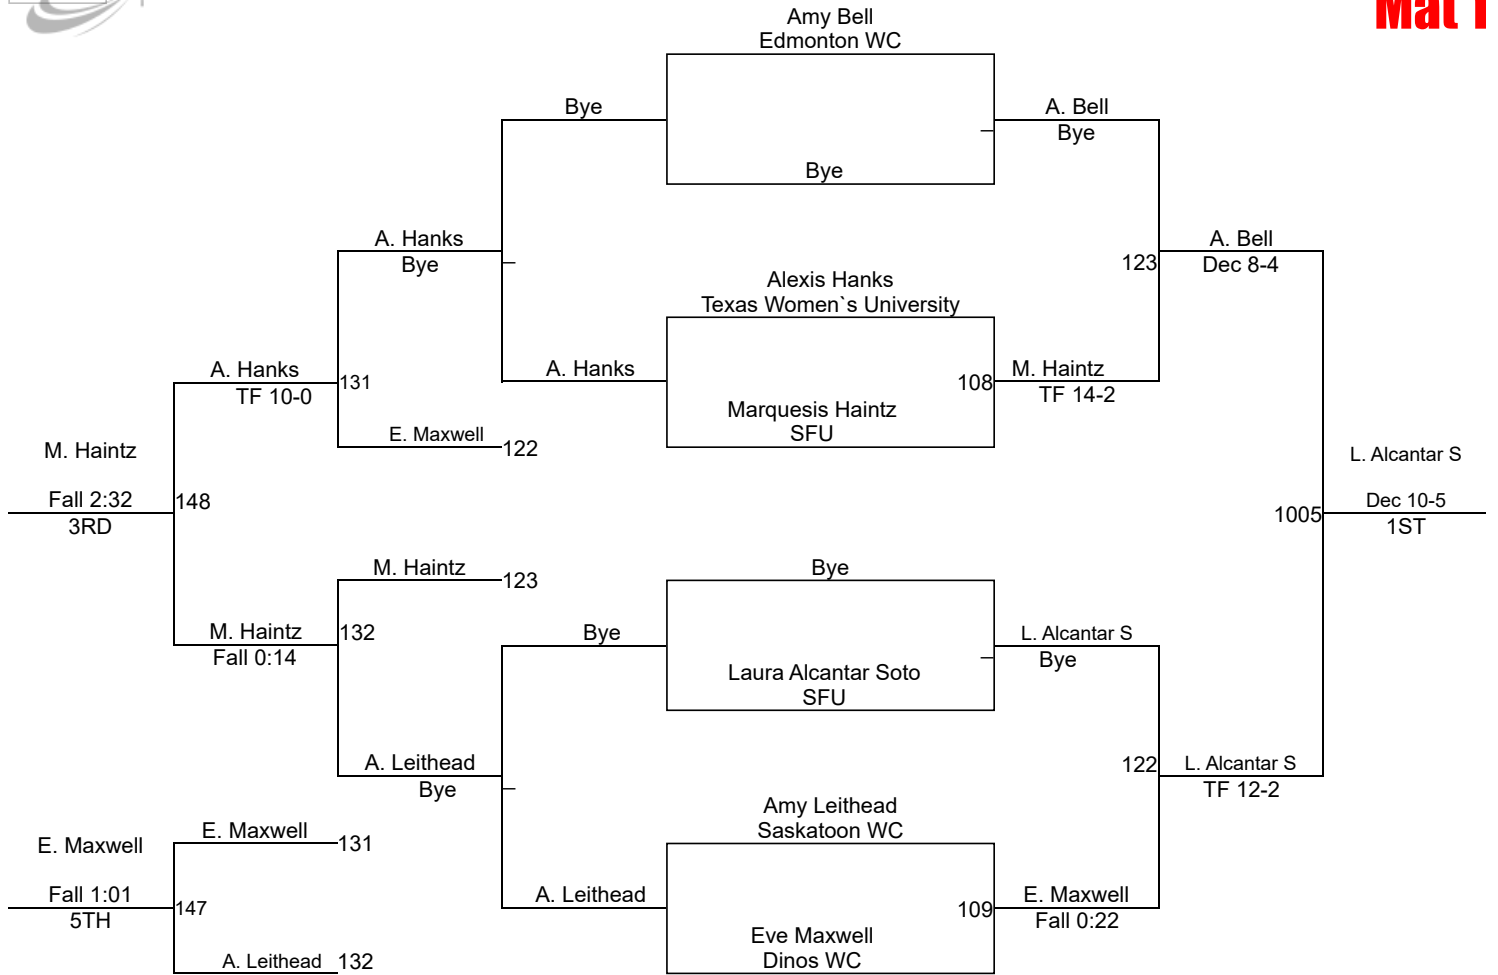 Mat
Amy Bell
Edmonton WC
Bye
A. Bell
Bye
Bye
A. Hanks
Bye
A. Bell
Dec 8-4
123
Alexis Hanks
Texas Women`s University
A. Hanks
TF 10-0
131
A. Hanks
108
M. Haintz
TF 14-2
Marquesis Haintz
SFU
E. Maxwell
122
M. Haintz
Fall 2:32
3RD
148
L. Alcantar S
Dec 10-5
1ST
1005
M. Haintz
123
Bye
M. Haintz
Fall 0:14
132
Bye
L. Alcantar S
Bye
Laura Alcantar Soto
SFU
A. Leithead
Bye
122
L. Alcantar S
TF 12-2
Amy Leithead
Saskatoon WC
E. Maxwell
131
E. Maxwell
Fall 1:01
5TH
147
A. Leithead
109
E. Maxwell
Fall 0:22
Eve Maxwell
Dinos WC
A. Leithead
132